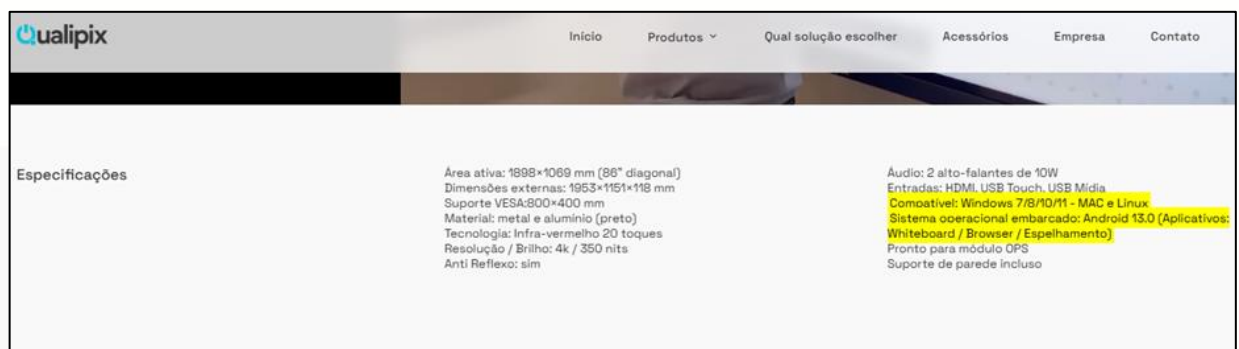 Qualipix
Início
Produtos
Qual solução escolher
Acessórios
Empresa
Contato
Especificações
Área ativa: 1898×1069 mm (86" diagonal)
Dimensões externas: 1953×1151×118 mm
Suporte VESA:800×400 mm
Material: metal e alumínio (preto)
Tecnologia: Infra-vermelho 20 toques
Resolução / Brilho: 4k / 350 nits
Anti Reflexo: sim
Áudio: 2 alto-falantes de 10W
Entradas: HDMI, USB Touch, USB Mídia
Compatível: Windows 7/8/10/11 - MAC e Linux
Sistema operacional embarcado: Android 13.0 (Aplicativos:
Whiteboard / Browser / Espelhamento)
Pronto para módulo OPS
Suporte de parede incluso